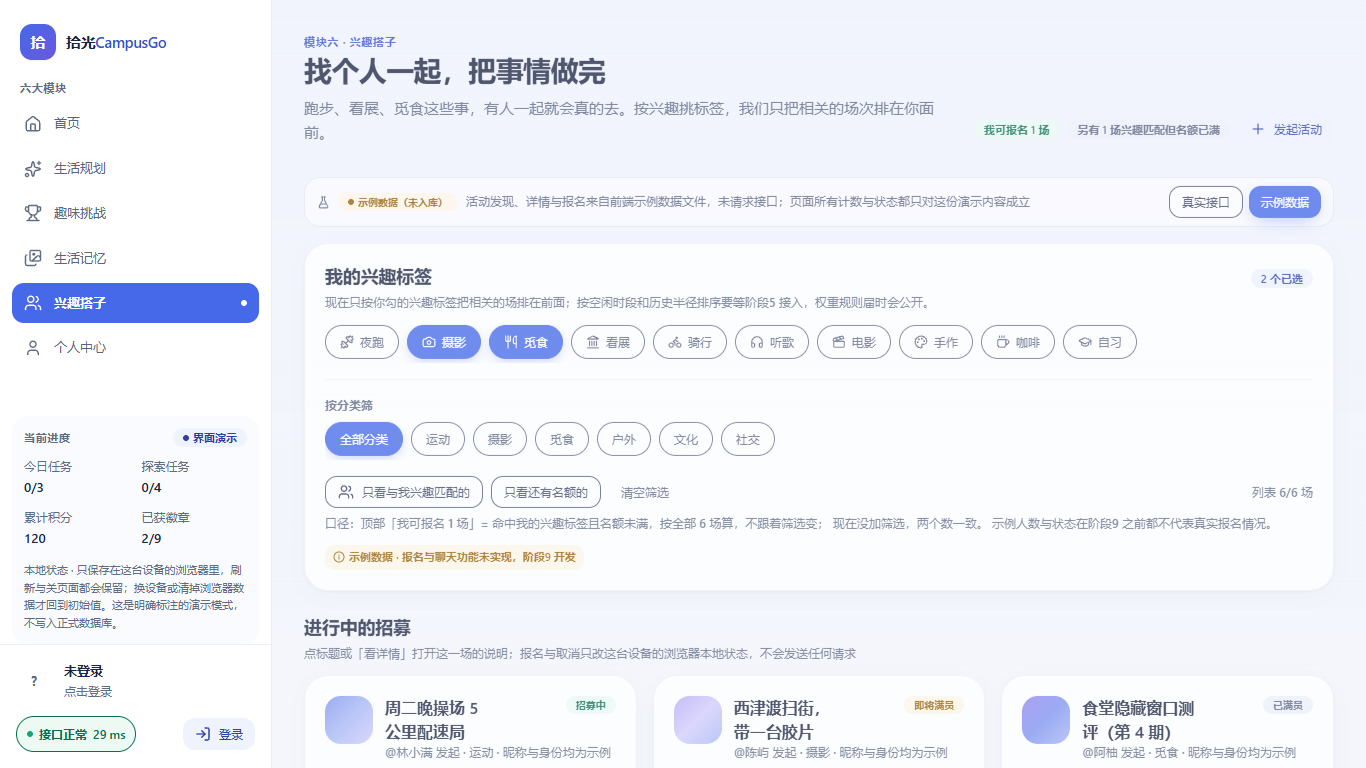 拾 拾光CampusGo
六大模块
首页
生活规划
趣味挑战
生活记忆
兴趣搭子
个人中心
当前进度 界面演示
今日任务 探索任务
0/3 0/4
累计积分 已获徽章
120 2/9
本地状态 · 只保存在这台设备的浏览器里，刷
新与关页面都会保留；换设备或清掉浏览器数
据才回到初始值。这是明确标注的演示模式，
不写入正式数据库。
? 未登录
点击登录
接口正常 29 ms 登录
模块六 · 兴趣搭子
找个人一起，把事情做完
跑步、看展、觅食这些事，有人一起就会真的去。按兴趣挑标签，我们只把相关的场次排在你面
前。
我可报名 1 场 另有 1 场兴趣匹配但名额已满 发起活动
示例数据（未入库） 活动发现、详情与报名来自前端示例数据文件，未请求接口；页面所有计数与状态都只对这份演示内容成立 真实接口 示例数据
我的兴趣标签 2 个已选
现在只按你勾的兴趣标签把相关的场排在前面；按空闲时段和历史半径排序要等阶段5 接入，权重规则届时会公开。
夜跑 摄影 觅食 看展 骑行 听歌 电影 手作 咖啡 自习
按分类筛
全部分类 运动 摄影 觅食 户外 文化 社交
只看与我兴趣匹配的 只看还有名额的 清空筛选 列表 6/6 场
口径：顶部「我可报名 1 场」= 命中我的兴趣标签且名额未满，按全部 6 场算，不跟着筛选变； 现在没加筛选，两个数一致。 示例人数与状态在阶段9 之前都不代表真实报名情况。
示例数据 · 报名与聊天功能未实现，阶段9 开发
进行中的招募
点标题或「看详情」打开这一场的说明；报名与取消只改这台设备的浏览器本地状态，不会发送任何请求
周二晚操场 5 招募中
公里配速局
@林小满 发起 · 运动 · 昵称与身份均为示例
西津渡扫街， 即将满员
带一台胶片
@陈屿 发起 · 摄影 · 昵称与身份均为示例
食堂隐藏窗口测 已满员
评（第 4 期）
@阿柚 发起 · 觅食 · 昵称与身份均为示例